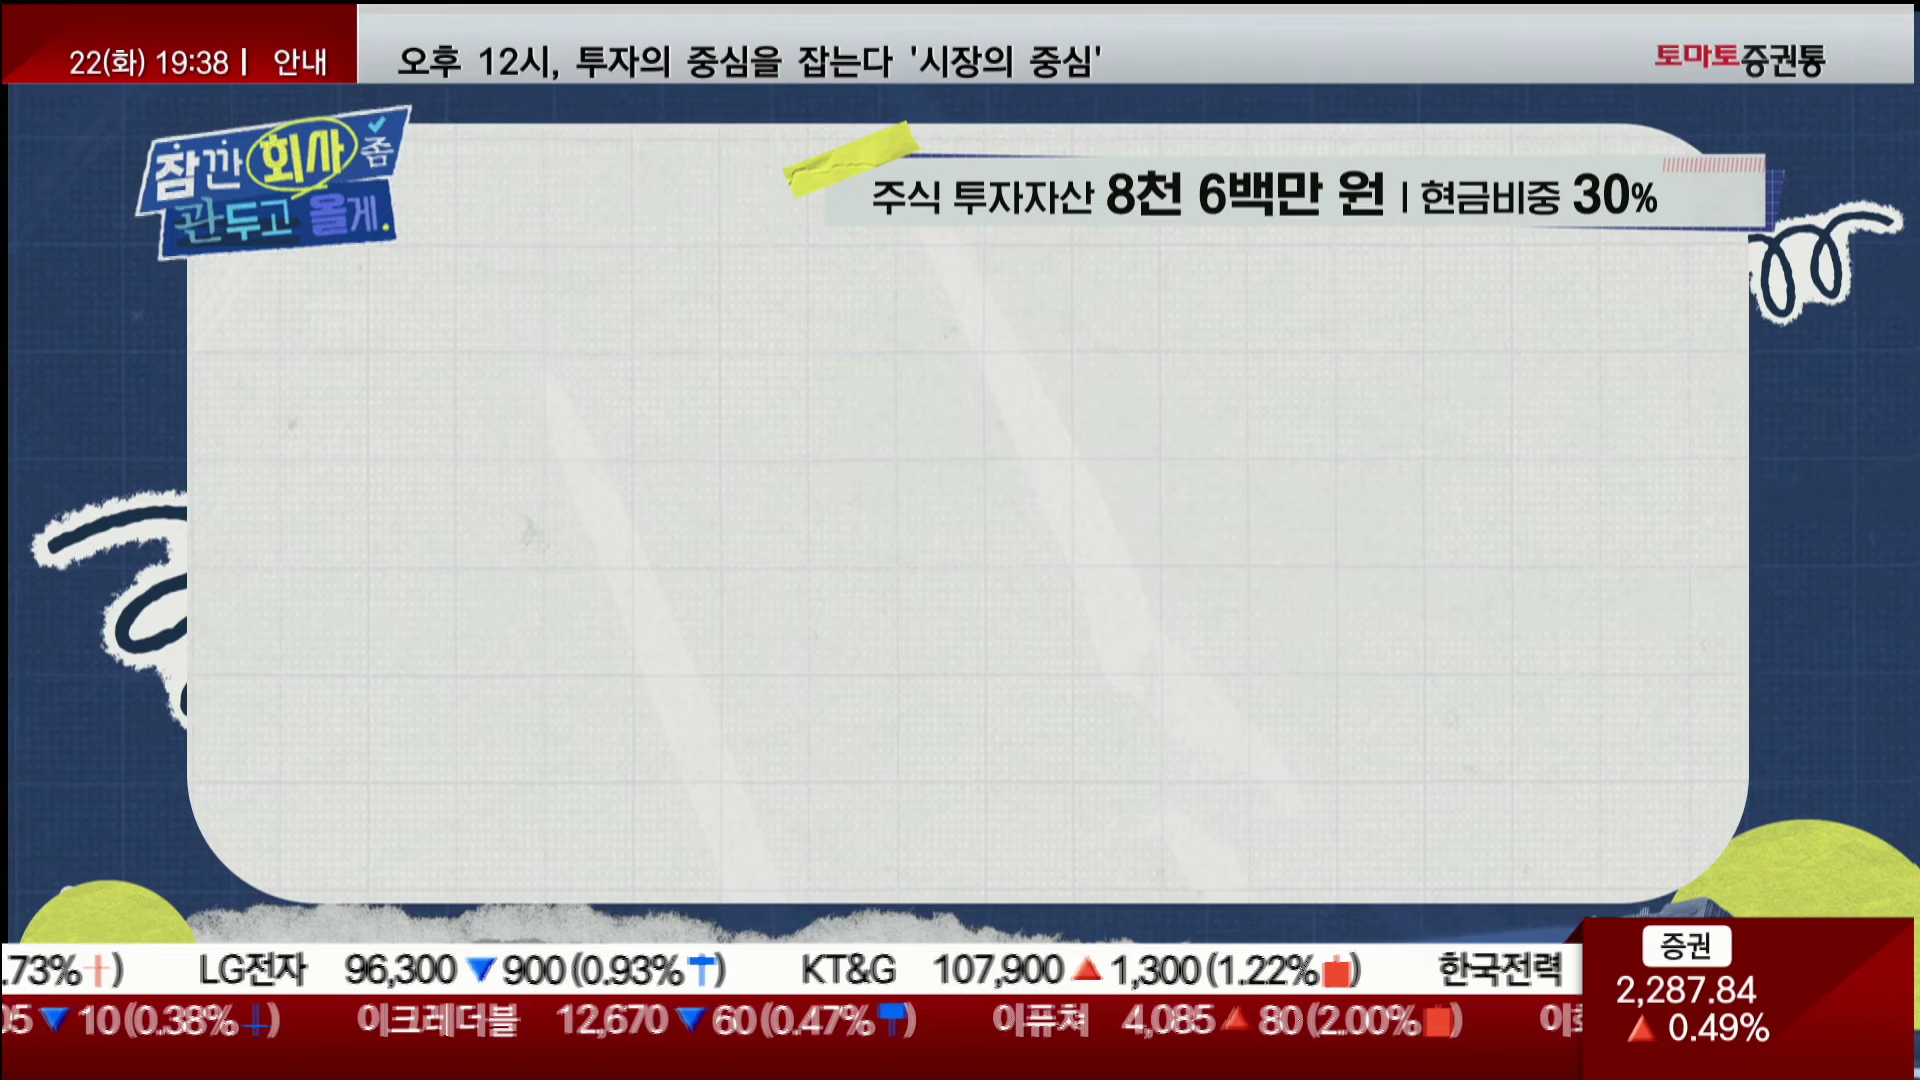 22(화) 19:38 | 안내
오후 12시, 투자의 중심을 잡는다 '시장의 중심'
토마토증권통
잠깐 회사 좀
관두고 올게.
주식 투자자산 8천 6백만 원 | 현금비중 30%
.73% ) LG전자 96,300 ▼ 900 (0.93% ) KT&G 107,900 ▲ 1,300 (1.22% ) 한국전력
05 ▼ 10 (0.38% ) 이크레더블 12,670 ▼ 60 (0.47% ) 이퓨쳐 4,085 ▲ 80 (2.00% )
증권
2,287.84
▲ 0.49%